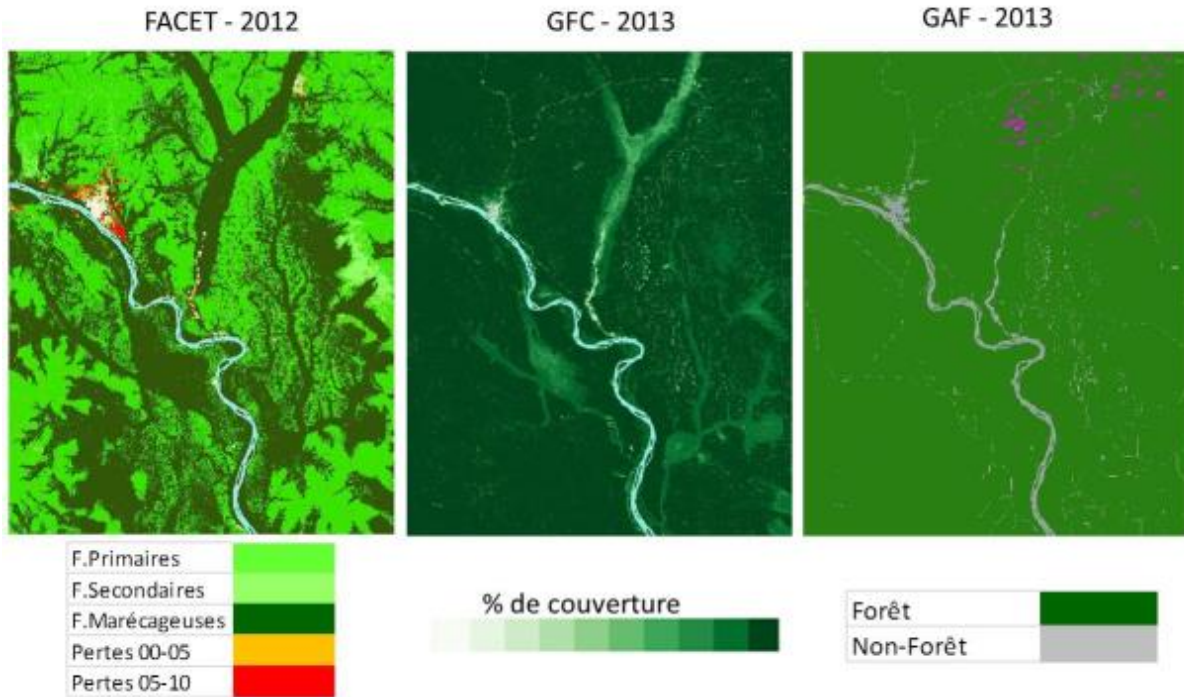 FACET - 2012
GFC - 2013
GAF - 2013
F.Primaires
F.Secondaires
F.Marécageuses
Pertes 00-05
Pertes 05-10
% de couverture
Forêt
Non-Forêt